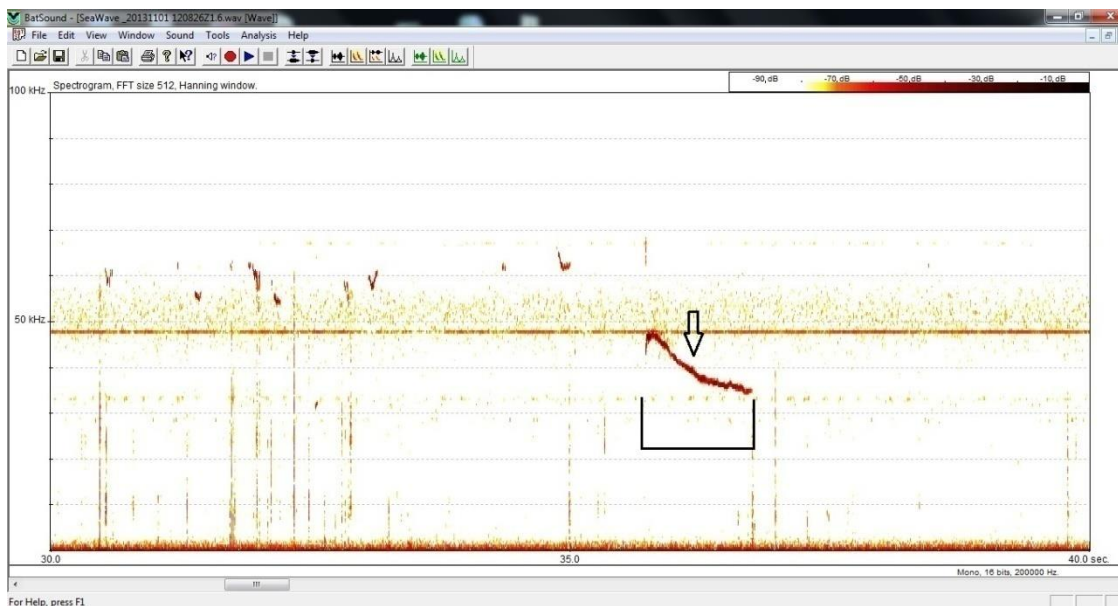 BatSound - [SeaWave _20131101 120826Z1.6.wav [Wave]]
File Edit View Window Sound Tools Analysis Help
Spectrogram, FFT size 512, Hanning window.
-90, dB -70, dB -50, dB -30, dB -10, dB
100 kHz
50 kHz
30.0 35.0 40.0 sec.
Mono, 16 bits, 200000 Hz.
For Help, press F1